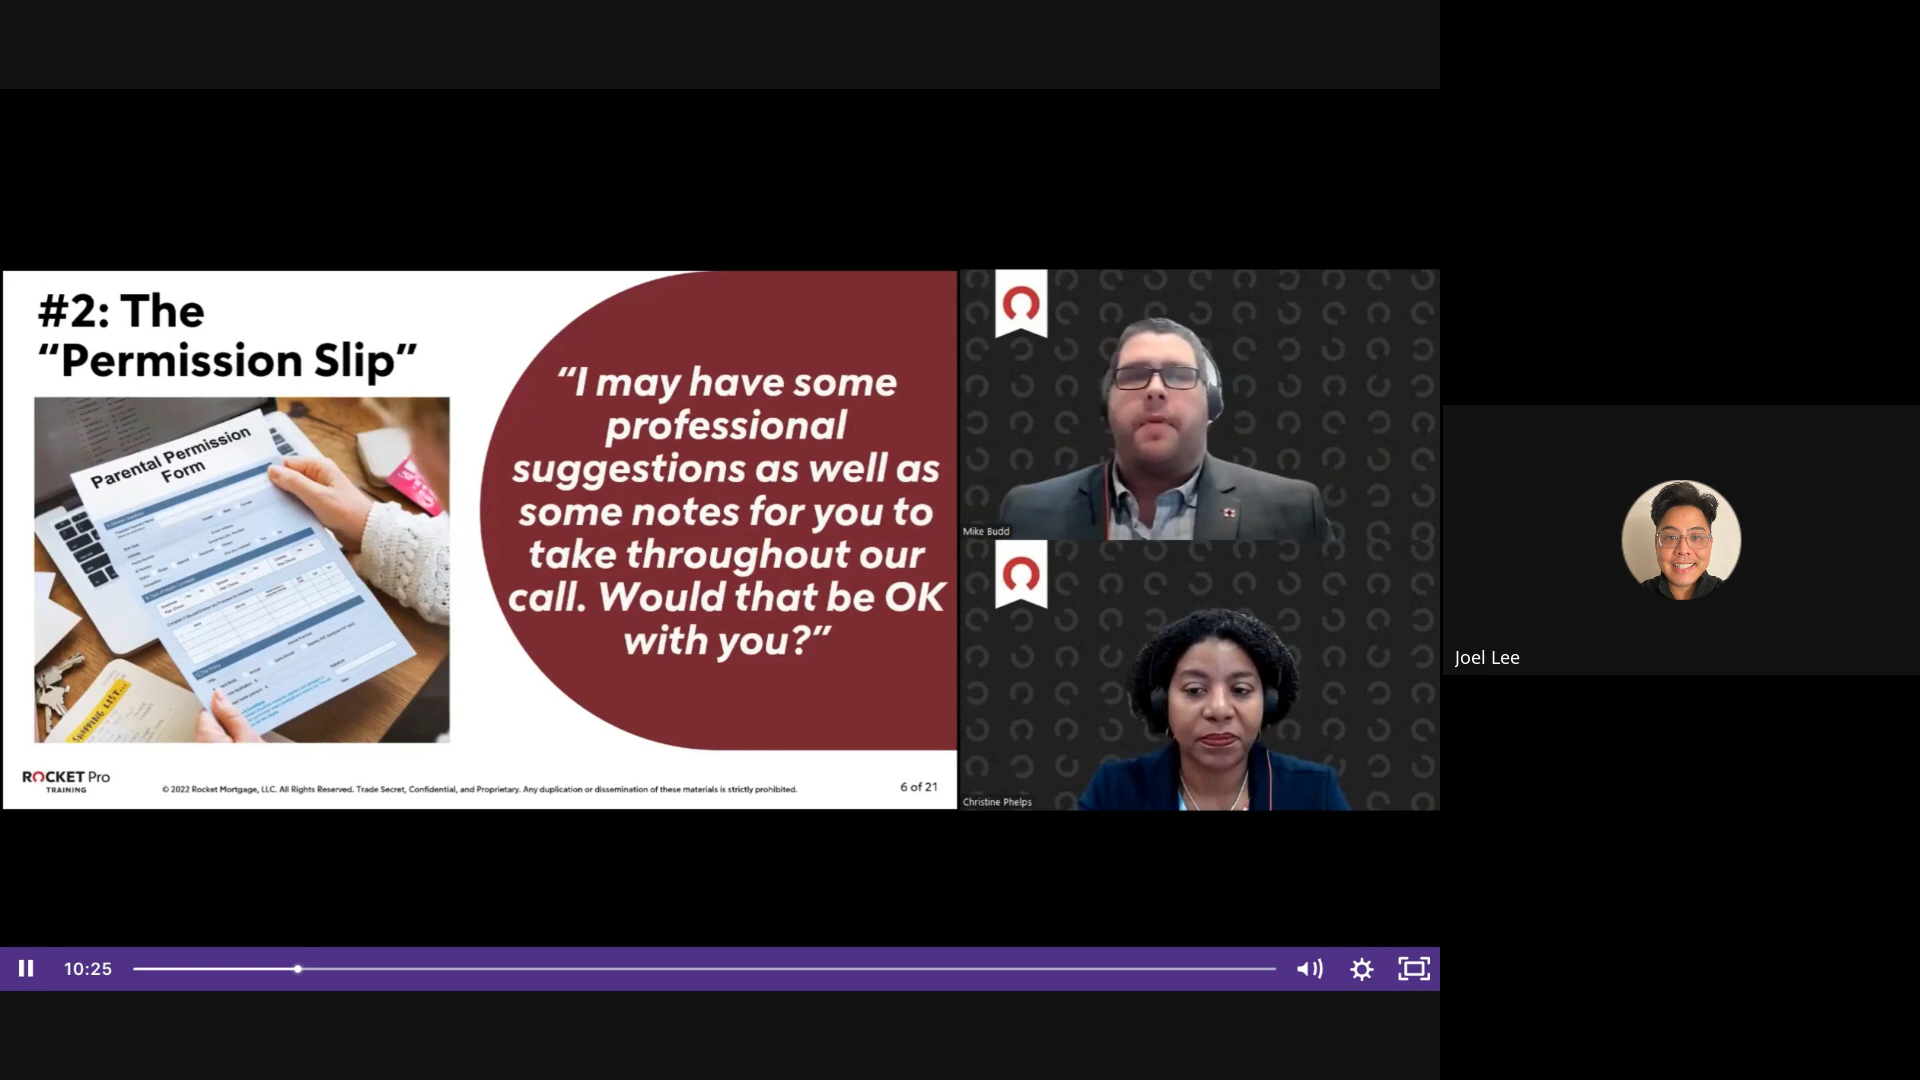 #2: The
“Permission Slip”
Parental Permission
Form
SHOPPING LIST...
“I may have some
professional
suggestions as well as
some notes for you to
take throughout our
call. Would that be OK
with you?”
ROCKET Pro
TRAINING
© 2022 Rocket Mortgage, LLC. All Rights Reserved. Trade Secret, Confidential, and Proprietary. Any duplication or dissemination of these materials is strictly prohibited.
6 of 21
Mike Budd
Christine Phelps
Joel Lee
10:25